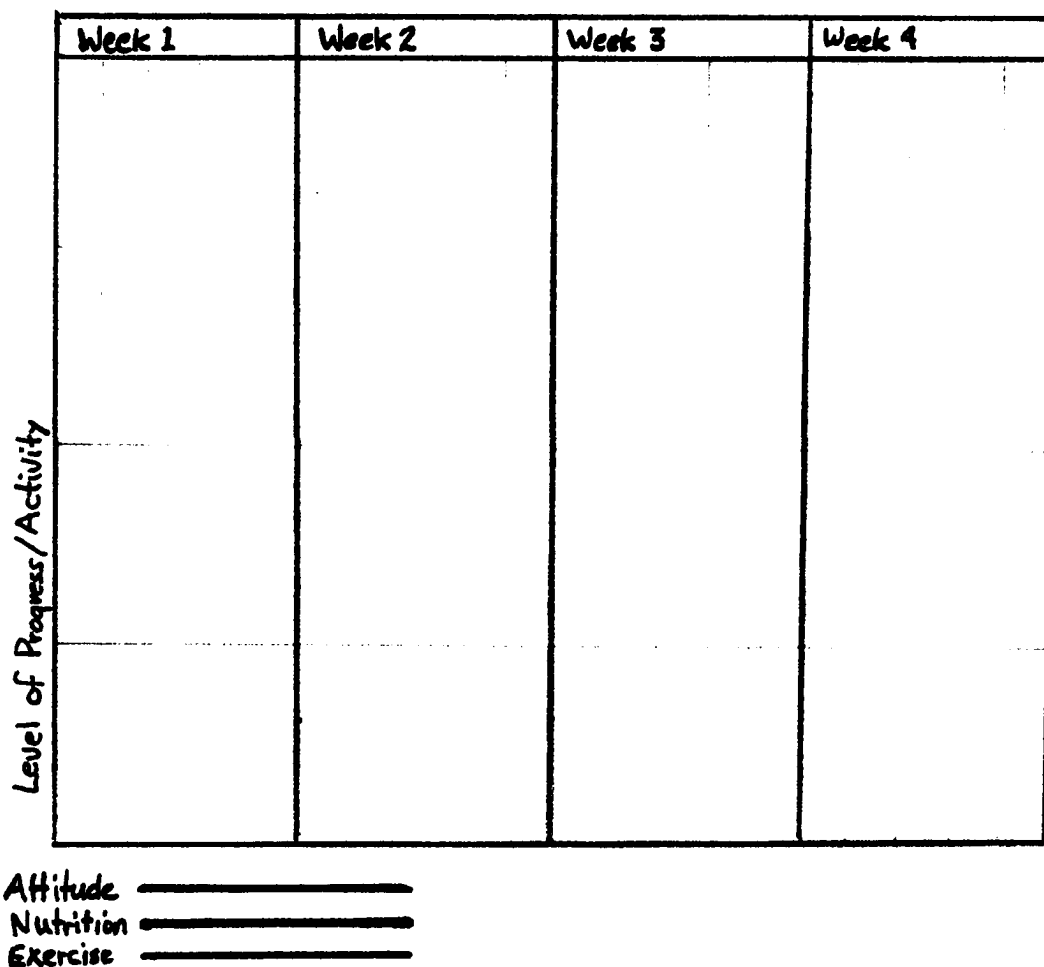 Week 1 Week 2 Week 3 Week 4
Level of Progress/Activity
Attitude
Nutrition
Exercise